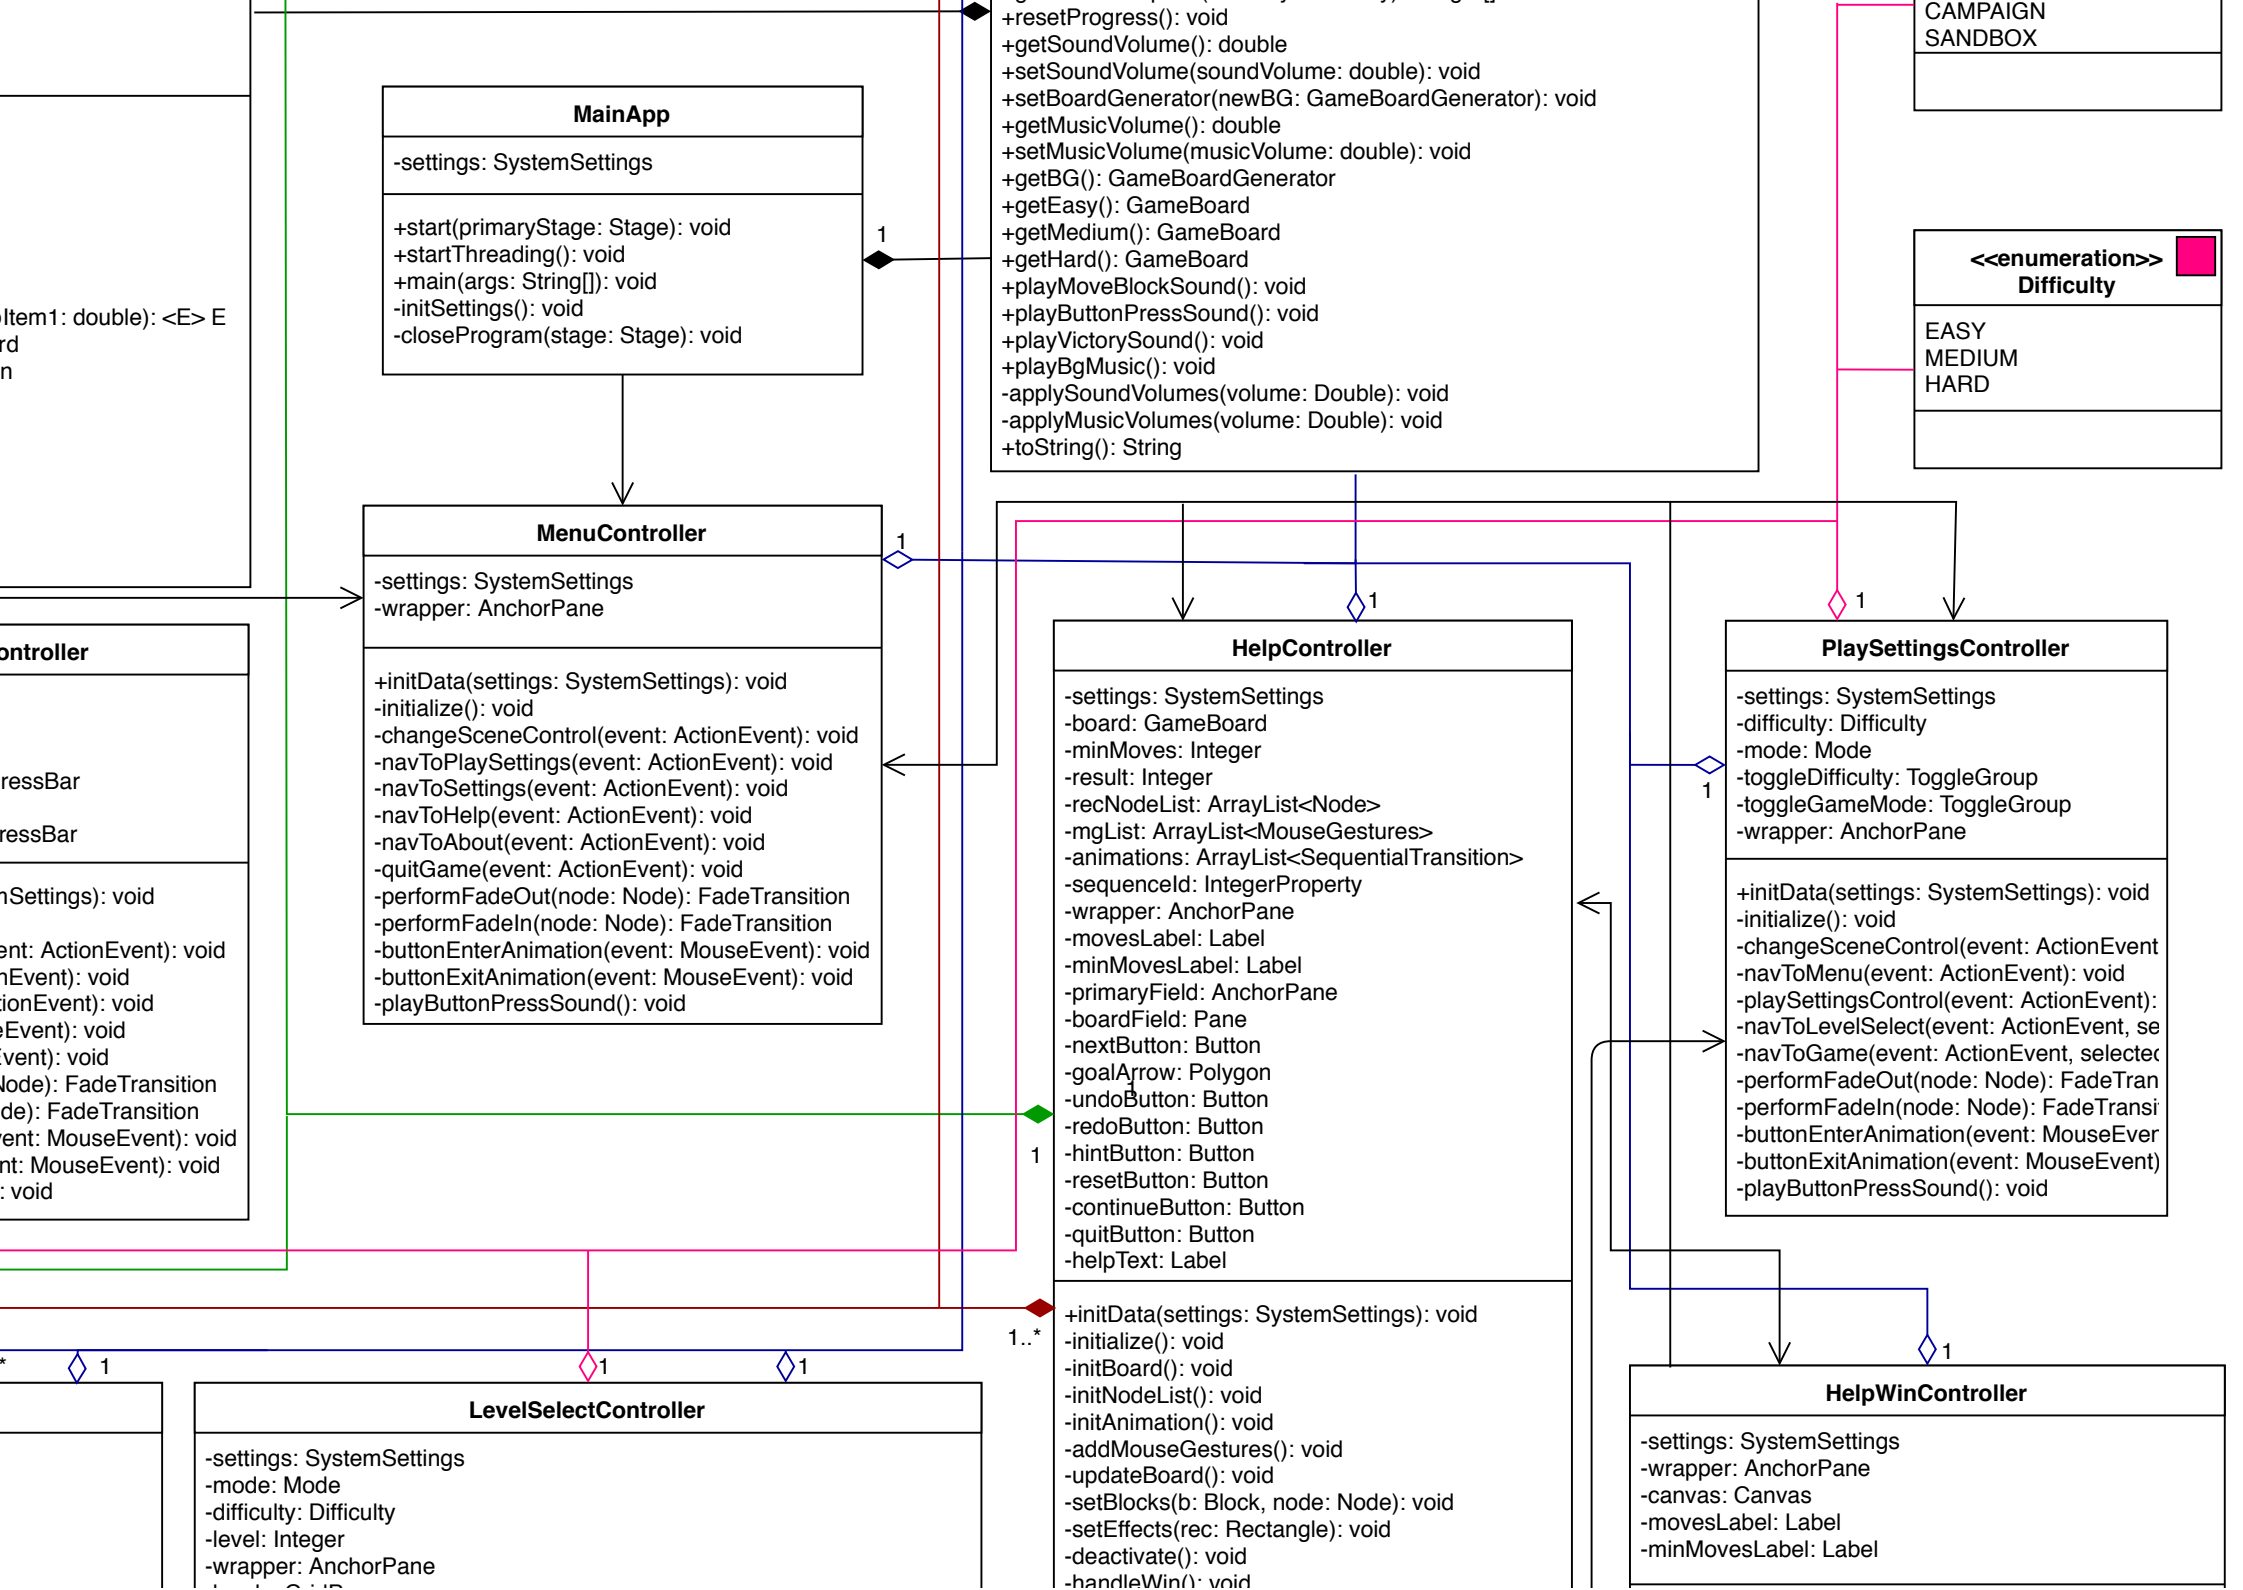 +resetProgress(): void
+getSoundVolume(): double
+setSoundVolume(soundVolume: double): void
+setBoardGenerator(newBG: GameBoardGenerator): void
+getMusicVolume(): double
+setMusicVolume(musicVolume: double): void
+getBG(): GameBoardGenerator
+getEasy(): GameBoard
+getMedium(): GameBoard
+getHard(): GameBoard
+playMoveBlockSound(): void
+playButtonPressSound(): void
+playVictorySound(): void
+playBgMusic(): void
-applySoundVolumes(volume: Double): void
-applyMusicVolumes(volume: Double): void
+toString(): String
CAMPAIGN
SANDBOX
MainApp
-settings: SystemSettings
+start(primaryStage: Stage): void
+startThreading(): void
+main(args: String[]): void
-initSettings(): void
-closeProgram(stage: Stage): void
1
<<enumeration>>
Difficulty
EASY
MEDIUM
HARD
Item1: double): <E> E
rd
n
MenuController
-settings: SystemSettings
-wrapper: AnchorPane
+initData(settings: SystemSettings): void
-initialize(): void
-changeSceneControl(event: ActionEvent): void
-navToPlaySettings(event: ActionEvent): void
-navToSettings(event: ActionEvent): void
-navToHelp(event: ActionEvent): void
-navToAbout(event: ActionEvent): void
-quitGame(event: ActionEvent): void
-performFadeOut(node: Node): FadeTransition
-performFadeIn(node: Node): FadeTransition
-buttonEnterAnimation(event: MouseEvent): void
-buttonExitAnimation(event: MouseEvent): void
-playButtonPressSound(): void
1
ontroller
ressBar
ressBar
Settings): void
ent: ActionEvent): void
Event): void
ionEvent): void
eEvent): void
vent): void
Node): FadeTransition
de): FadeTransition
ent: MouseEvent): void
nt: MouseEvent): void
: void
1
HelpController
-settings: SystemSettings
-board: GameBoard
-minMoves: Integer
-result: Integer
-recNodeList: ArrayList<Node>
-mgList: ArrayList<MouseGestures>
-animations: ArrayList<SequentialTransition>
-sequenceId: IntegerProperty
-wrapper: AnchorPane
-movesLabel: Label
-minMovesLabel: Label
-primaryField: AnchorPane
-boardField: Pane
-nextButton: Button
-goalArrow: Polygon
1
-undoButton: Button
-redoButton: Button
-hintButton: Button
-resetButton: Button
-continueButton: Button
-quitButton: Button
-helpText: Label
+initData(settings: SystemSettings): void
-initialize(): void
-initBoard(): void
-initNodeList(): void
-initAnimation(): void
-addMouseGestures(): void
-updateBoard(): void
-setBlocks(b: Block, node: Node): void
-setEffects(rec: Rectangle): void
-deactivate(): void
-handleWin(): void
1
1..*
1
1
PlaySettingsController
-settings: SystemSettings
-difficulty: Difficulty
-mode: Mode
-toggleDifficulty: ToggleGroup
-toggleGameMode: ToggleGroup
-wrapper: AnchorPane
+initData(settings: SystemSettings): void
-initialize(): void
-changeSceneControl(event: ActionEvent
-navToMenu(event: ActionEvent): void
-playSettingsControl(event: ActionEvent):
-navToLevelSelect(event: ActionEvent, se
-navToGame(event: ActionEvent, selected
-performFadeOut(node: Node): FadeTran
-performFadeIn(node: Node): FadeTransi
-buttonEnterAnimation(event: MouseEver
-buttonExitAnimation(event: MouseEvent)
-playButtonPressSound(): void
*
1
1
1
LevelSelectController
-settings: SystemSettings
-mode: Mode
-difficulty: Difficulty
-level: Integer
-wrapper: AnchorPane
1
HelpWinController
-settings: SystemSettings
-wrapper: AnchorPane
-canvas: Canvas
-movesLabel: Label
-minMovesLabel: Label